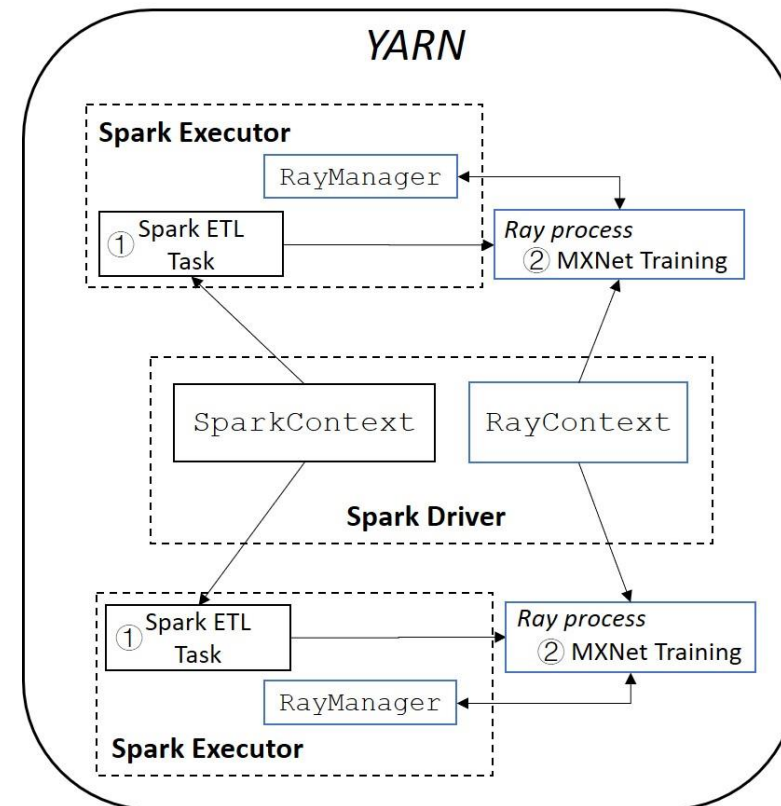 YARN
Spark Executor
RayManager
① Spark ETL
Task
Ray process
② MXNet Training
SparkContext
RayContext
Spark Driver
① Spark ETL
Task
Ray process
② MXNet Training
RayManager
Spark Executor